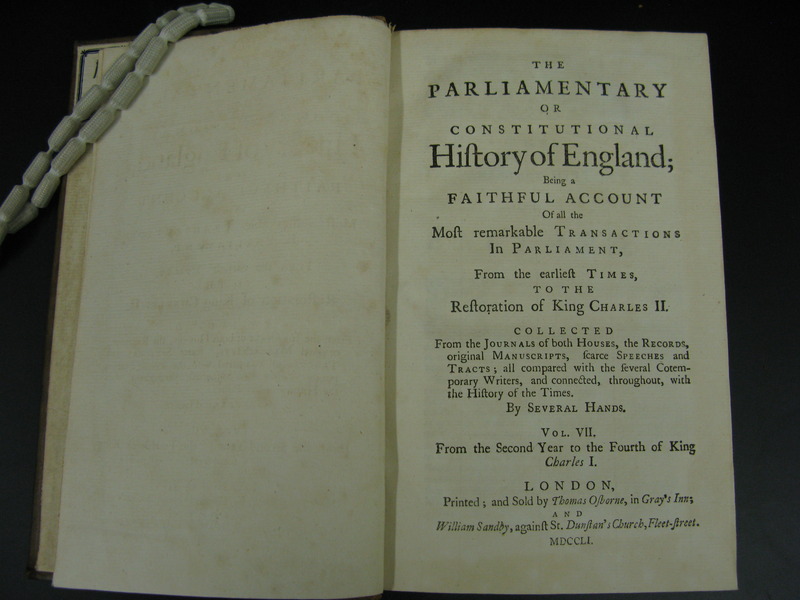 THE
PARLIAMENTARY
OR
CONSTITUTIONAL
Hiſtory of England;
Being a
FAITHFUL ACCOUNT
Of all the
Moſt remarkable TRANSACTIONS
In PARLIAMENT,
From the earlieſt TIMES,
TO THE
Reſtoration of King CHARLES II.
COLLECTED
From the JOURNALS of both HOUSES, the RECORDS,
original MANUSCRIPTS, ſcarce SPEECHES and
TRACTS; all compared with the ſeveral Cotem-
porary Writers, and connected, throughout, with
the Hiſtory of the Times.
By SEVERAL HANDS.
VOL. VII.
From the Second Year to the Fourth of King
Charles I.
LONDON,
Printed; and Sold by Thomas Oſborne, in Gray's Inn;
AND
William Sandby, againſt St. Dunſtan's Church, Fleet-ſtreet.
MDCCLI.